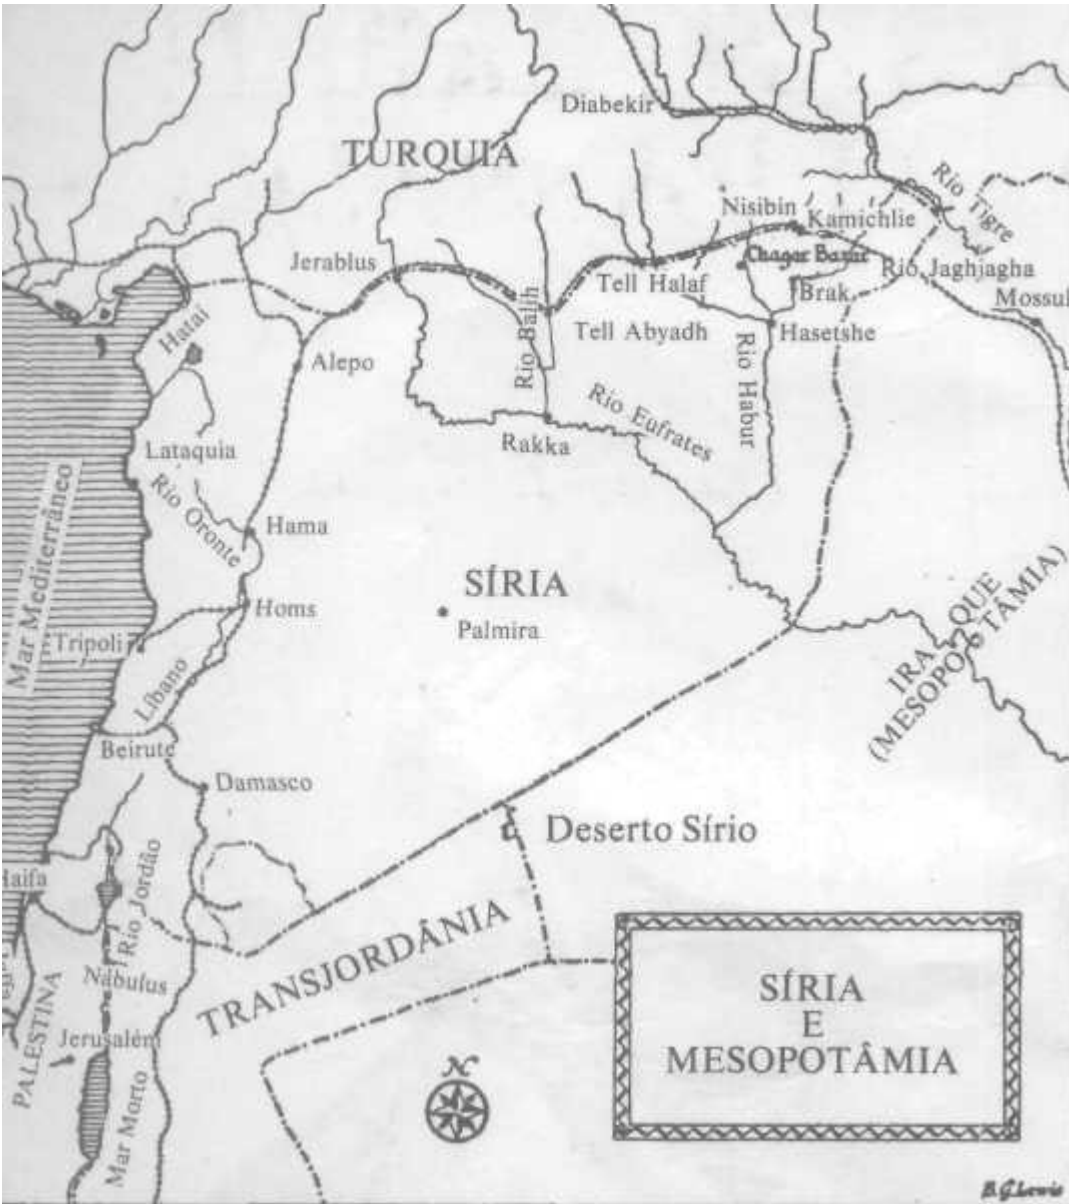 Diabekir
TURQUIA
Rio Tigre
Nisibin
Kamichlie
Jerablus
Chagar Bazar
Rio Jaghjagha
Tell Halaf
Brak
Mossul
Hatai
Rio Balih
Tell Abyadh
Hasetshe
Alepo
Rio Habur
Rio Eufrates
Rakka
Lataquia
Mar Mediterrâneo
Rio Oronte
Hama
SÍRIA
Homs
Palmira
Tripoli
IRAQUE
(MESOPOTÂMIA)
Líbano
Beirute
Damasco
Deserto Sírio
Haifa
Rio Jordão
TRANSJORDÂNIA
Nábulus
PALESTINA
Jerusalém
Mar Morto
N
SÍRIA
E
MESOPOTÂMIA
B. G. Lewis